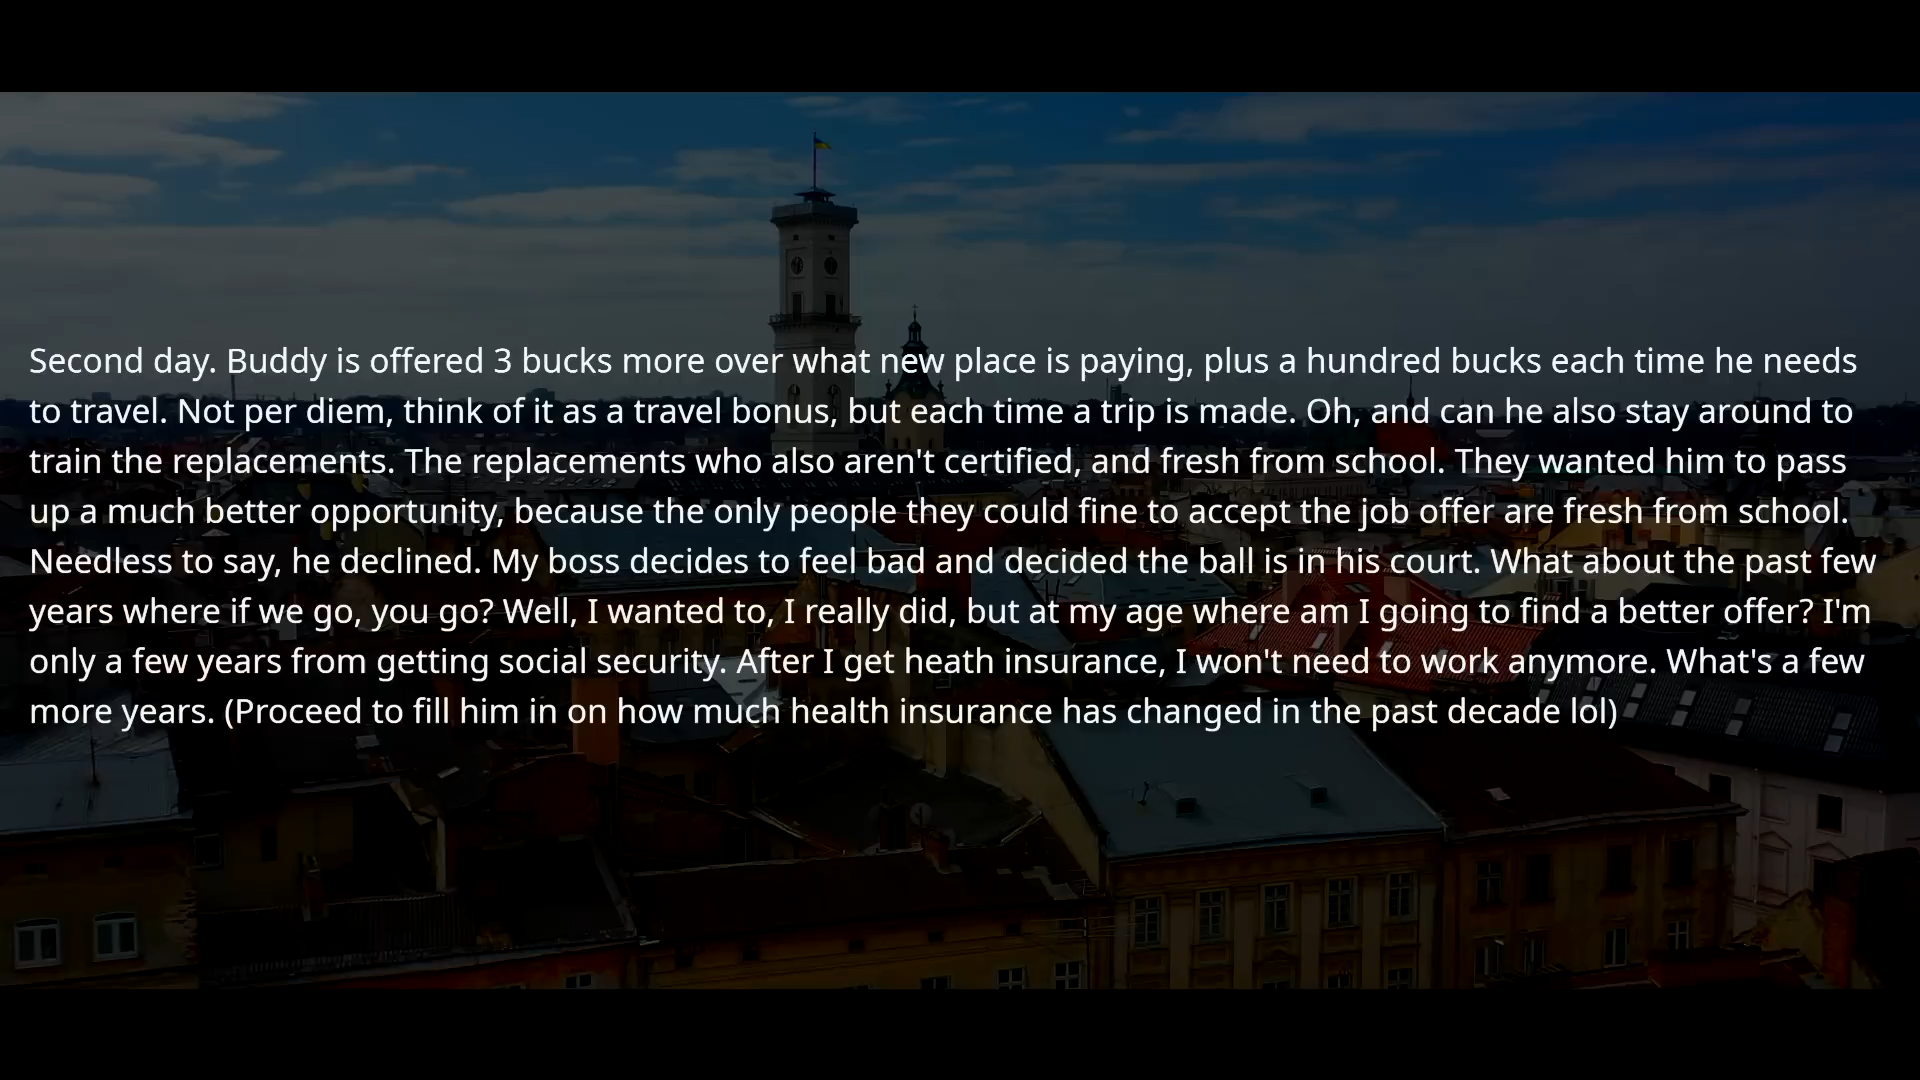 Second day. Buddy is offered 3 bucks more over what new place is paying, plus a hundred bucks each time he needs
to travel. Not per diem, think of it as a travel bonus, but each time a trip is made. Oh, and can he also stay around to
train the replacements. The replacements who also aren't certified, and fresh from school. They wanted him to pass
up a much better opportunity, because the only people they could fine to accept the job offer are fresh from school.
Needless to say, he declined. My boss decides to feel bad and decided the ball is in his court. What about the past few
years where if we go, you go? Well, I wanted to, I really did, but at my age where am I going to find a better offer? I'm
only a few years from getting social security. After I get heath insurance, I won't need to work anymore. What's a few
more years. (Proceed to fill him in on how much health insurance has changed in the past decade lol)